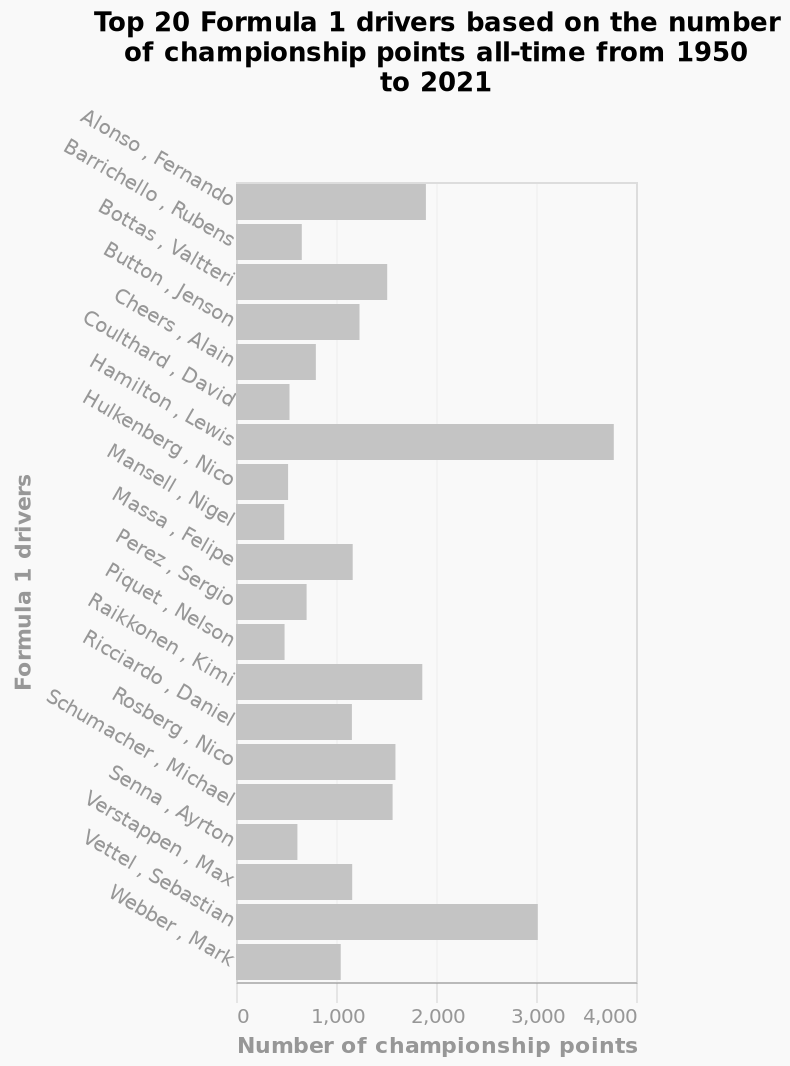 Top 20 Formula 1 drivers based on the number
of championship points all-time from 1950
to 2021
Alonso , Fernando
Barrichello , Rubens
Bottas , Valtteri
Button , Jenson
Cheers , Alain
Coulthard , David
Hamilton , Lewis
Hulkenberg , Nico
Mansell , Nigel
Massa , Felipe
Perez , Sergio
Piquet , Nelson
Raikkonen , Kimi
Ricciardo , Daniel
Rosberg , Nico
Schumacher , Michael
Senna , Ayrton
Verstappen , Max
Vettel , Sebastian
Webber , Mark
Formula 1 drivers
0 1,000 2,000 3,000 4,000
Number of championship points